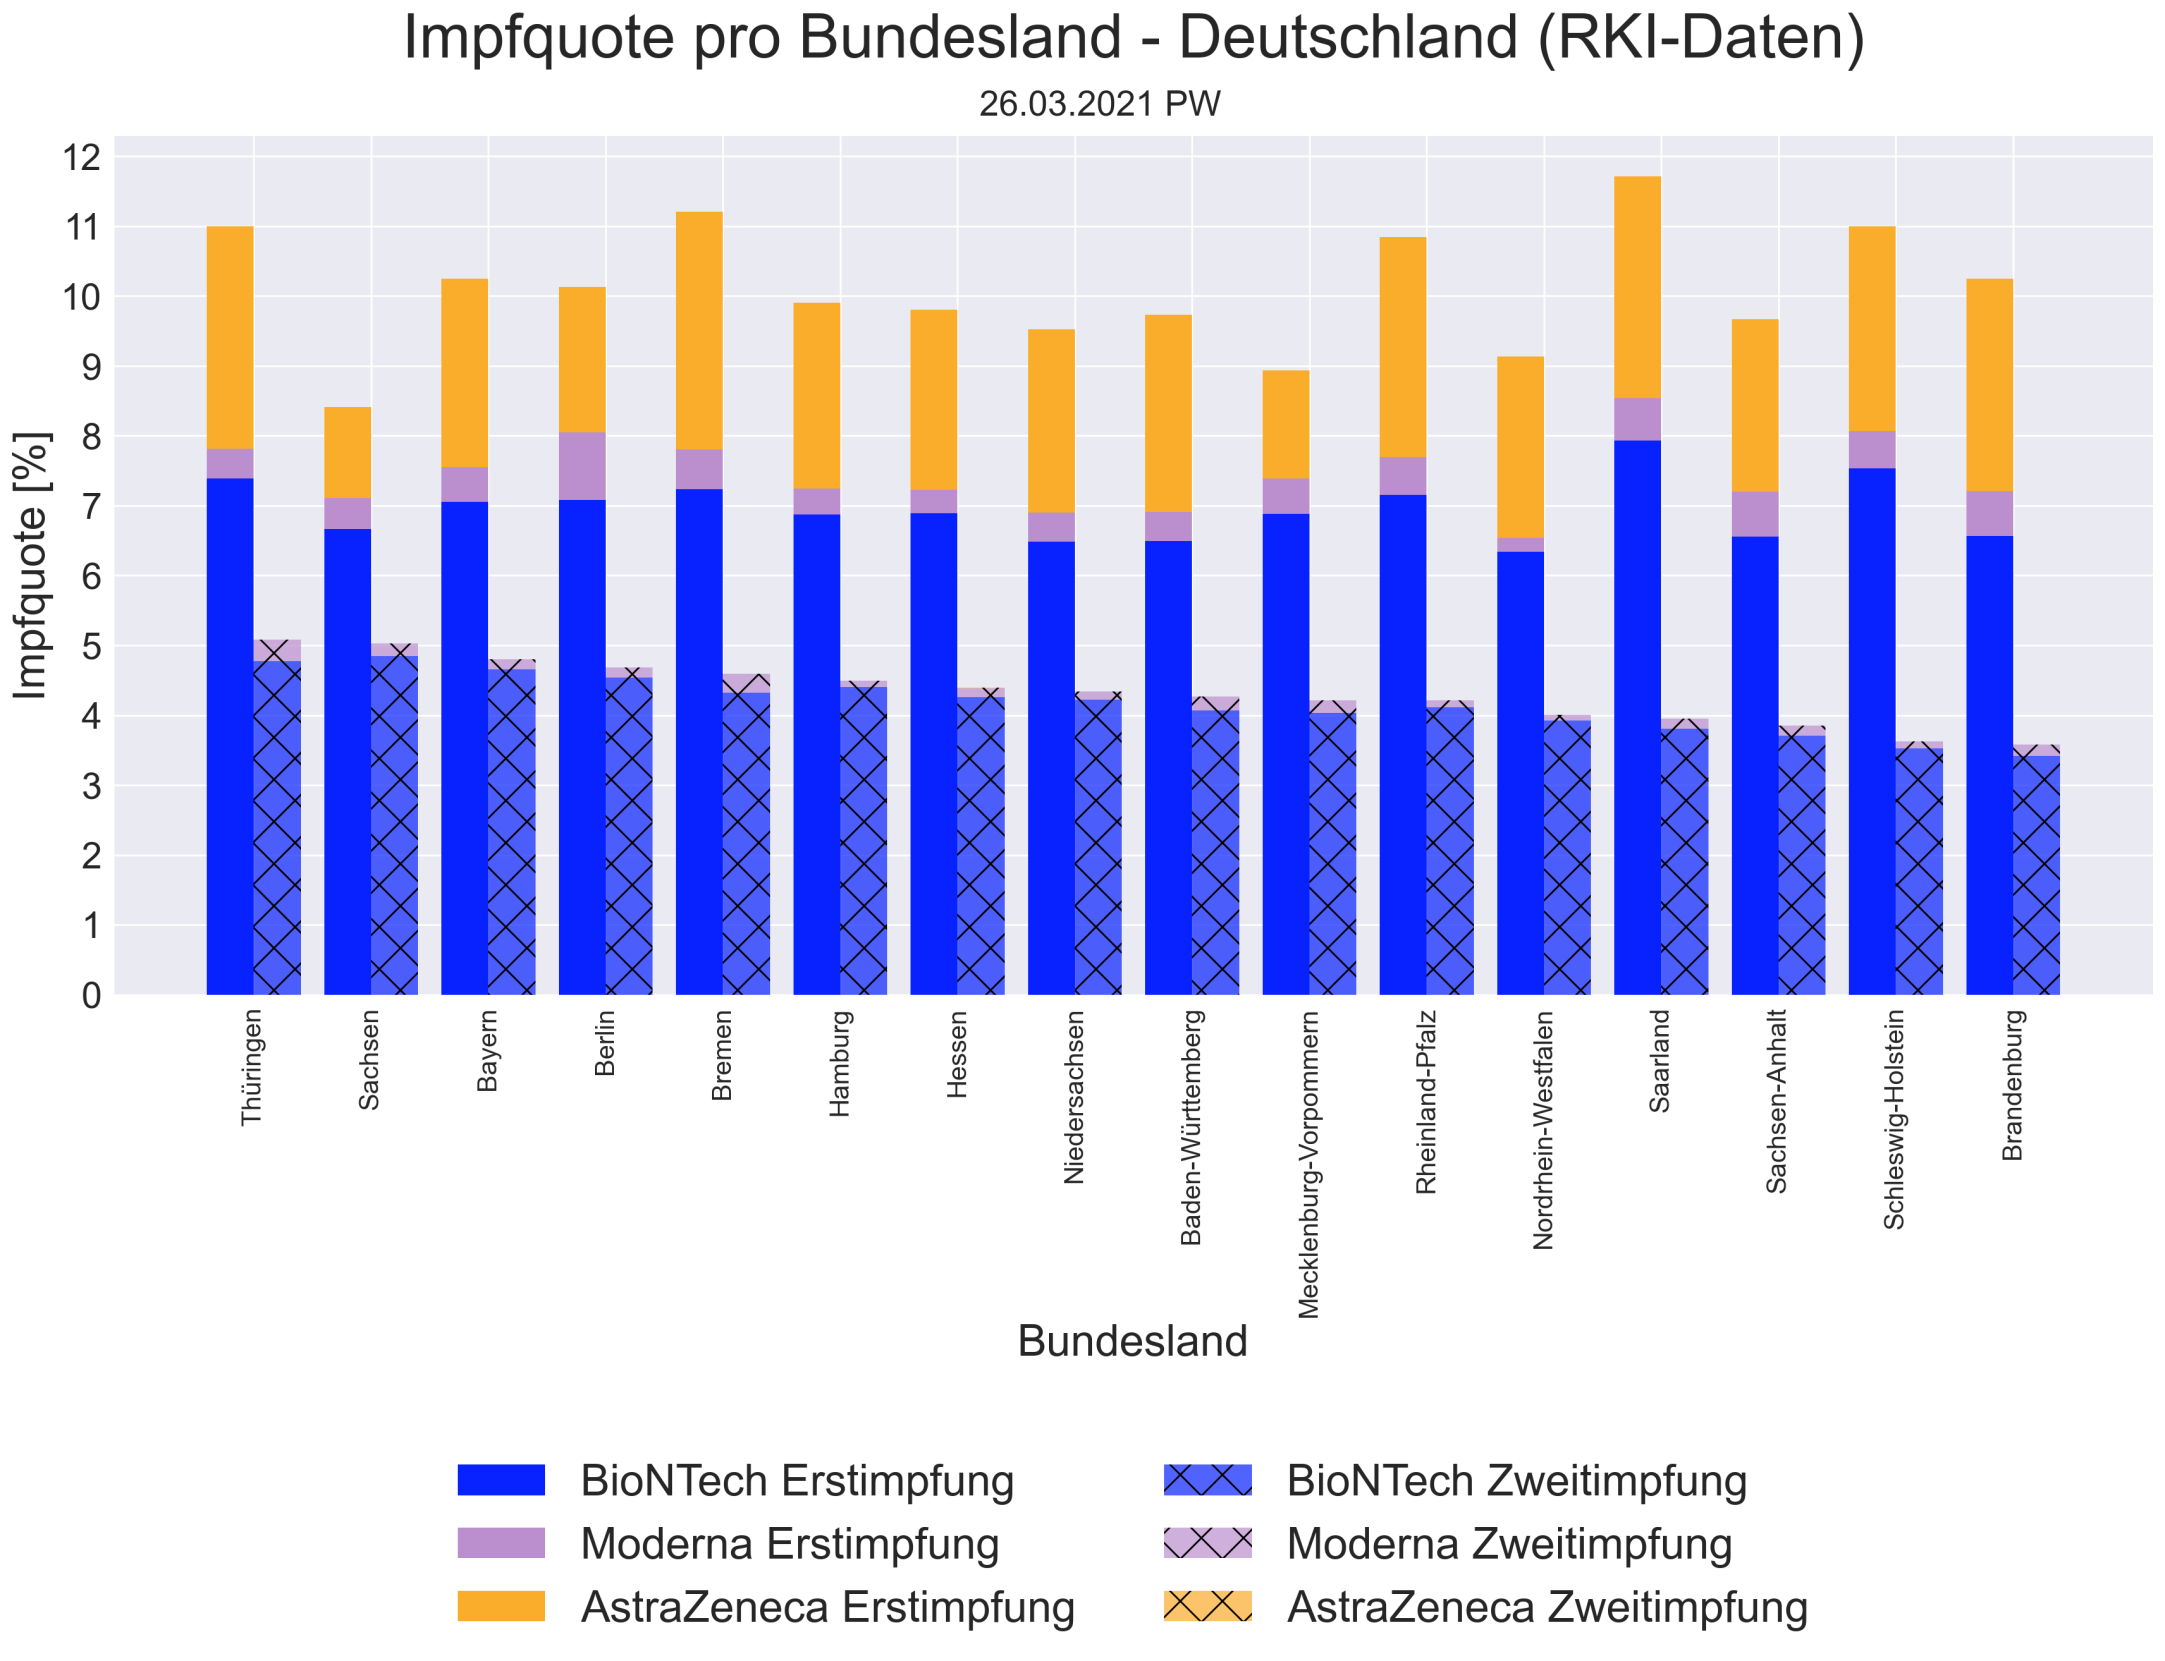 Impfquote pro Bundesland - Deutschland (RKI-Daten)
26.03.2021 PW
Impfquote [%]
12
11
10
9
8
7
6
5
4
3
2
1
0
Thüringen
Sachsen
Bayern
Berlin
Bremen
Hamburg
Hessen
Niedersachsen
Baden-Württemberg
Mecklenburg-Vorpommern
Rheinland-Pfalz
Nordrhein-Westfalen
Saarland
Sachsen-Anhalt
Schleswig-Holstein
Brandenburg
Bundesland
BioNTech Erstimpfung
Moderna Erstimpfung
AstraZeneca Erstimpfung
BioNTech Zweitimpfung
Moderna Zweitimpfung
AstraZeneca Zweitimpfung